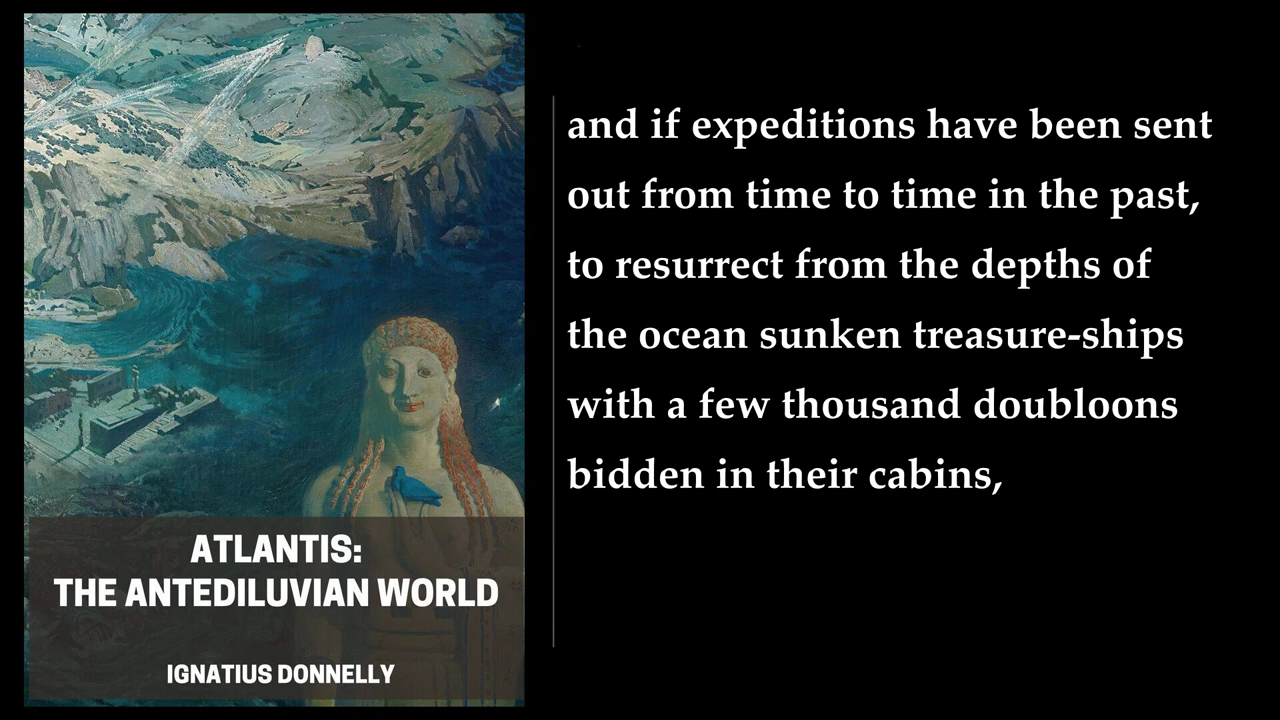 and if expeditions have been sent
out from time to time in the past,
to resurrect from the depths of
the ocean sunken treasure-ships
with a few thousand doubloons
bidden in their cabins,
ATLANTIS:
THE ANTEDILUVIAN WORLD
IGNATIUS DONNELLY